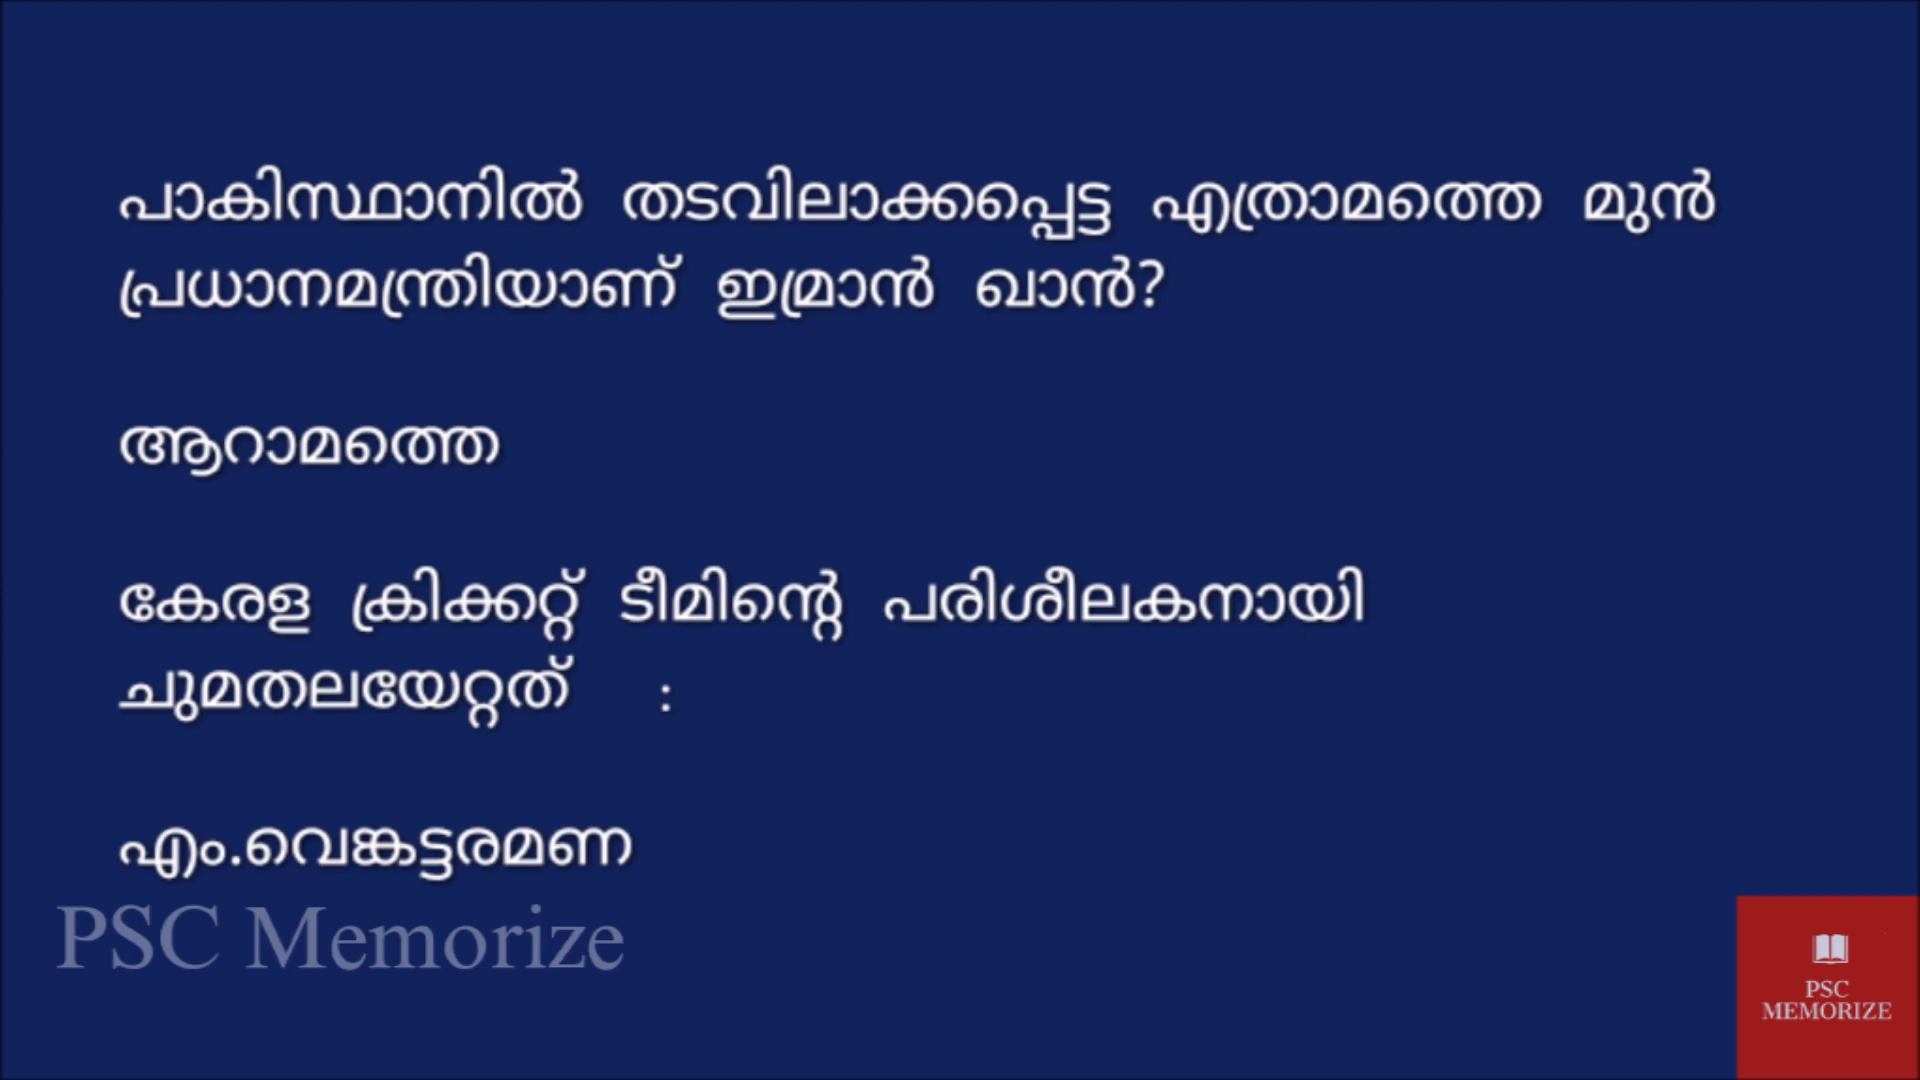 പാകിസ്ഥാനിൽ തടവിലാക്കപ്പെട്ട എത്രാമത്തെ മുൻ
പ്രധാനമന്ത്രിയാണ് ഇമ്രാൻ ഖാൻ?
ആറാമത്തെ
കേരള ക്രിക്കറ്റ് ടീമിന്റെ പരിശീലകനായി
ചുമതലയേറ്റത് :
എം.വെങ്കട്ടരമണ
PSC Memorize
PSC
MEMORIZE